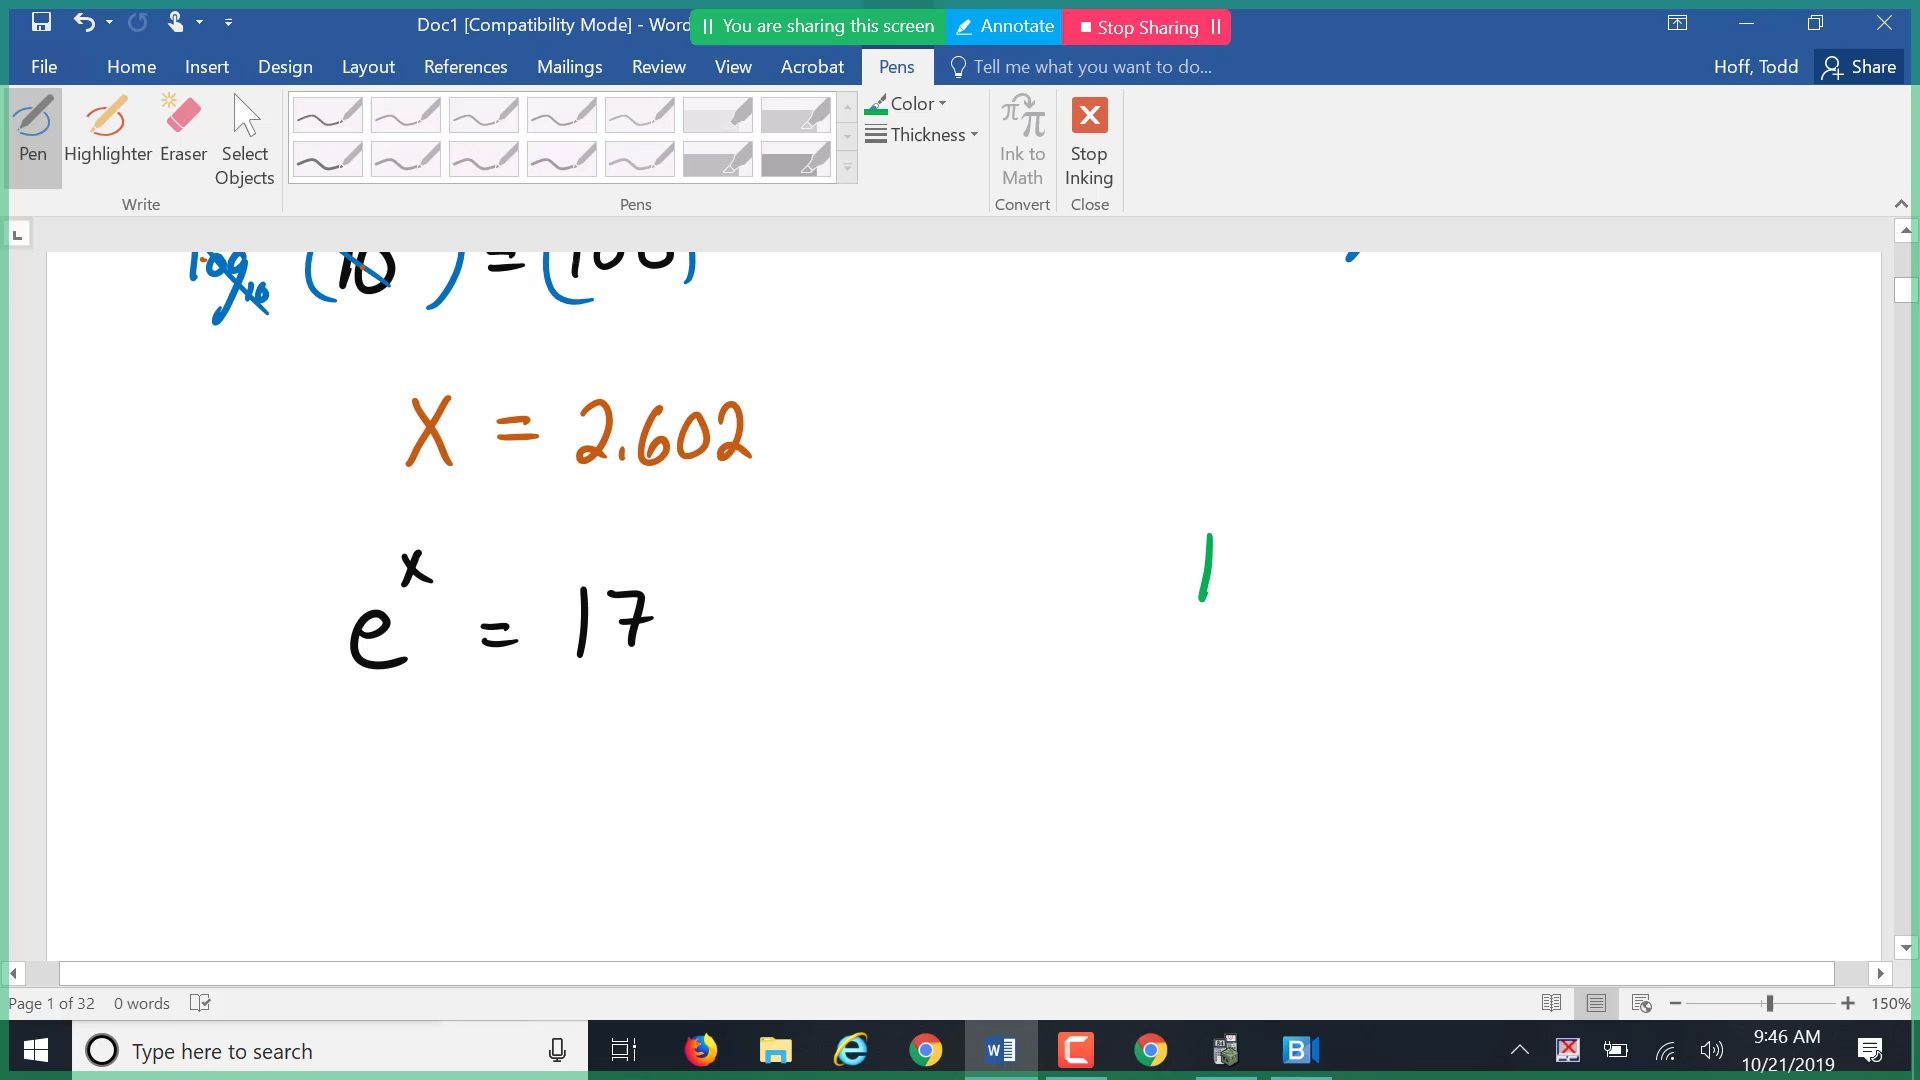 Doc1 [Compatibility Mode] - Word
You are sharing this screen
Annotate
Stop Sharing
File Home Insert Design Layout References Mailings Review View Acrobat Pens Tell me what you want to do... Hoff, Todd Share
Pen Highlighter Eraser Select Objects
Color
Thickness
Ink to Math
Stop Inking
Write Pens Convert Close
X = 2.602
e^x = 17
Page 1 of 32 0 words 150%
Type here to search
9:46 AM
10/21/2019